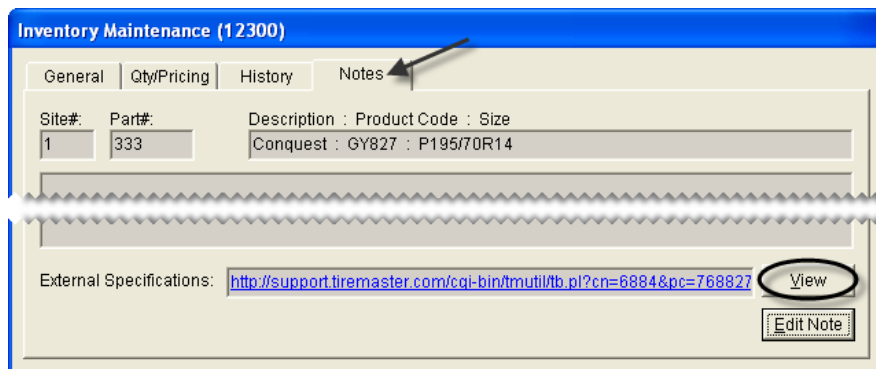 Inventory Maintenance (12300)
General Qty/Pricing History Notes
Site#: Part#: Description : Product Code : Size
1 333 Conquest : GY827 : P195/70R14
External Specifications: http://support.tiremaster.com/cgi-bin/tmutil/tb.pl?cn=6884&pc=768827 View
Edit Note